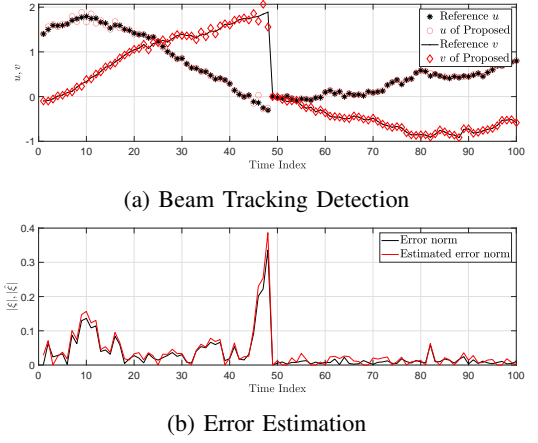 2
1
0
-1
u, v
Reference u
u of Proposed
Reference v
v of Proposed
1 10 20 30 40 50 60 70 80 90 100
Time Index
(a) Beam Tracking Detection
0.4
0.3
0.2
0.1
0
|ξ|, |ξ|
Error norm
Estimated error norm
0 10 20 30 40 50 60 70 80 90 100
Time Index
(b) Error Estimation